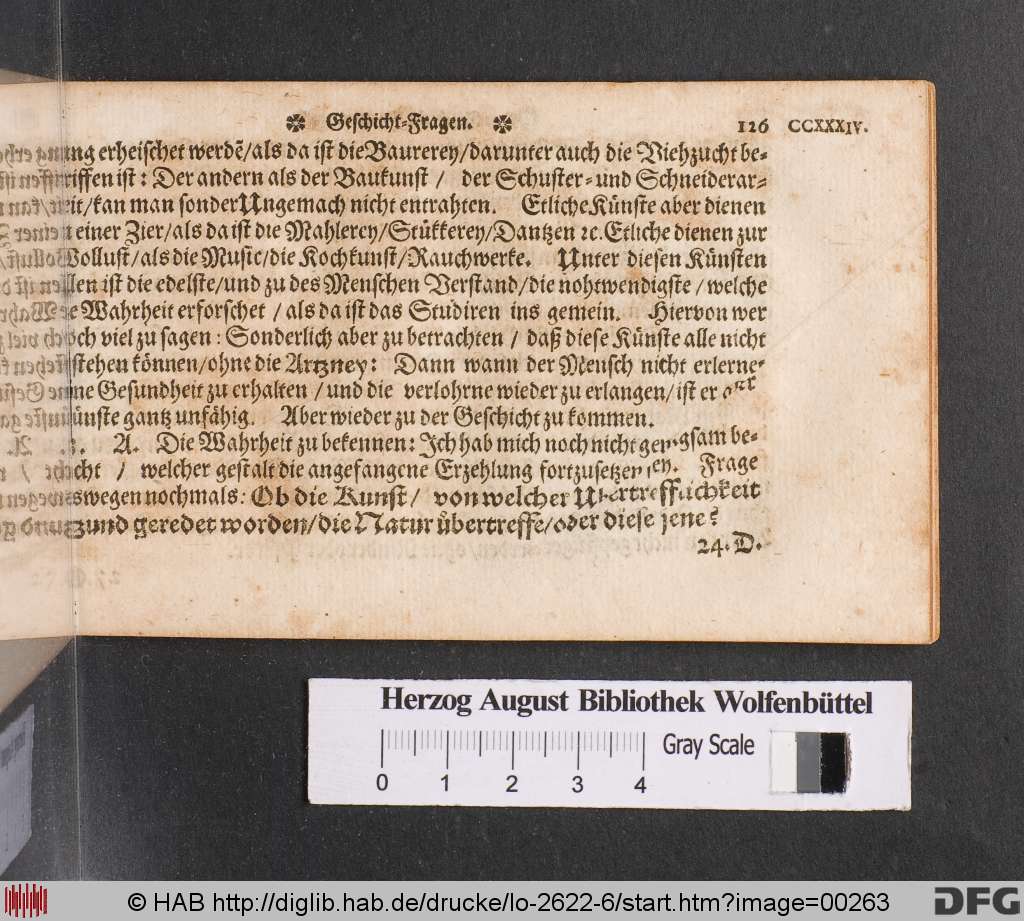 Geschicht-Fragen. 126 CCXXXIV.
erheischet werdẽ/als da ist die Baurerey/darunter auch die Viehzucht be-
griffen ist: Der andern als der Baukunst / der Schuster- und Schneiderar-
beit/kan man sonder Ungemach nicht entrahten. Etliche Künste aber dienen
einer Zier/als da ist die Mahlerey/Stükkerey/Dantzen ꝛc. Etliche dienen zur
Wollust/als die Music/die Kochkunst/Rauchwerke. Unter diesen Künsten
allen ist die edelste/und zu des Menschen Verstand/die nohtwendigste/welche
Wahrheit erforschet / als da ist das Studiren ins gemein. Hiervon wer
noch viel zu sagen: Sonderlich aber zu betrachten / daß diese Künste alle nicht
bestehen können/ohne die Artzney: Dann wann der Mensch nicht erlerne
seine Gesundheit zu erhalten / und die verlohrne wieder zu erlangen/ist er
Künste gantz unfähig. Aber wieder zu der Geschicht zu kommen.
A. Die Wahrheit zu bekennen: Ich hab mich noch nicht genugsam be-
dacht / welcher gestalt die angefangene Erzehlung fortzusetzen Frage
deswegen nochmals: Ob die Kunst/ von welcher Ubertrefflichkeit
itzund geredet worden/die Natur uͤbertreffe/oder diese jene?
24. D.
Herzog August Bibliothek Wolfenbüttel
Gray Scale
0 1 2 3 4
© HAB http://diglib.hab.de/drucke/lo-2622-6/start.htm?image=00263
DFG